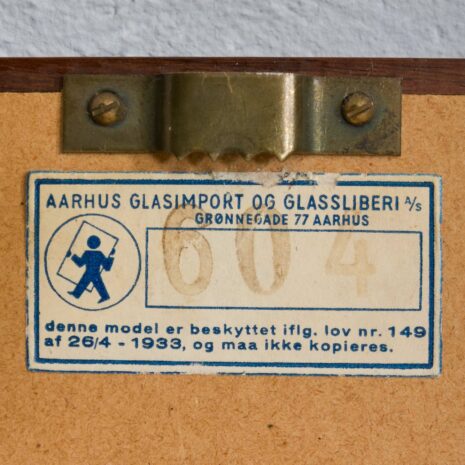 AARHUS GLASIMPORT OG GLASSLIBERI A/S
GRØNNEGADE 77 AARHUS
604
denne model er beskyttet iflg. lov nr. 149
af 26/4 - 1933, og maa ikke kopieres.